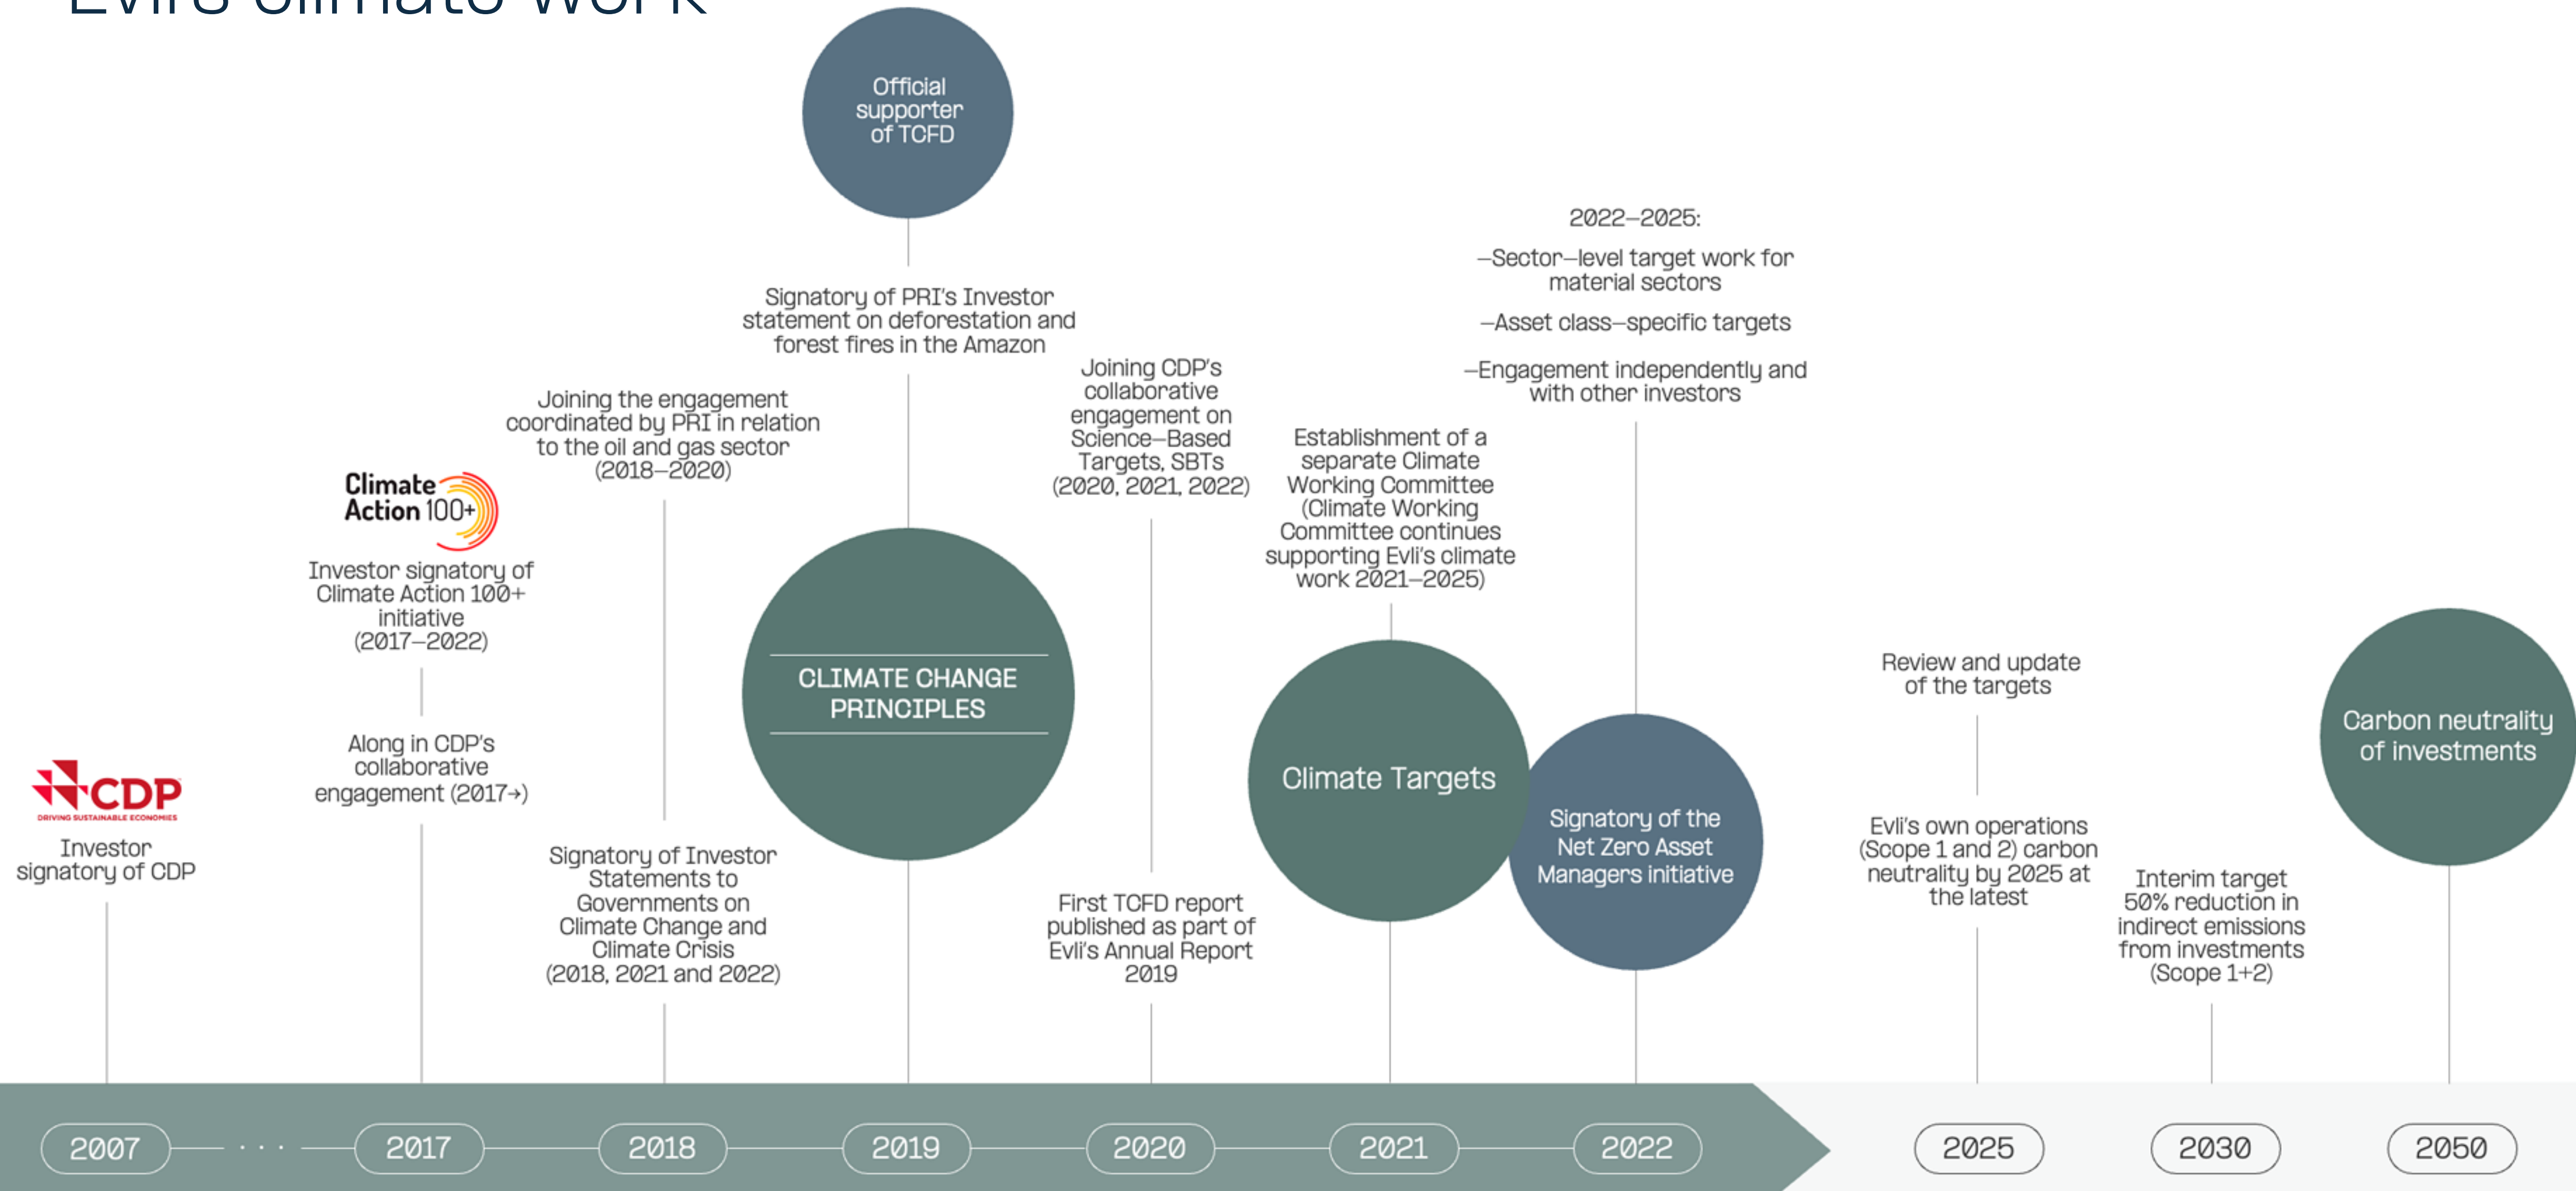 Evli's climate work
Official
supporter
of TCFD
Signatory of PRI's Investor
statement on deforestation and
forest fires in the Amazon
CLIMATE CHANGE
PRINCIPLES
CDP
DRIVING SUSTAINABLE ECONOMIES
Investor
signatory of CDP
Climate
Action 100+
Investor signatory of
Climate Action 100+
initiative
(2017–2022)
Along in CDP's
collaborative
engagement (2017→)
Joining the engagement
coordinated by PRI in relation
to the oil and gas sector
(2018–2020)
Signatory of Investor
Statements to
Governments on
Climate Change and
Climate Crisis
(2018, 2021 and 2022)
Joining CDP's
collaborative
engagement on
Science–Based
Targets, SBTs
(2020, 2021, 2022)
First TCFD report
published as part of
Evli's Annual Report
2019
Establishment of a
separate Climate
Working Committee
(Climate Working
Committee continues
supporting Evli's climate
work 2021–2025)
Climate Targets
2022–2025:
–Sector–level target work for
material sectors
–Asset class–specific targets
–Engagement independently and
with other investors
Signatory of the
Net Zero Asset
Managers initiative
Review and update
of the targets
Evli's own operations
(Scope 1 and 2) carbon
neutrality by 2025 at
the latest
Interim target
50% reduction in
indirect emissions
from investments
(Scope 1+2)
Carbon neutrality
of investments
2007 · · · 2017 2018 2019 2020 2021 2022 2025 2030 2050